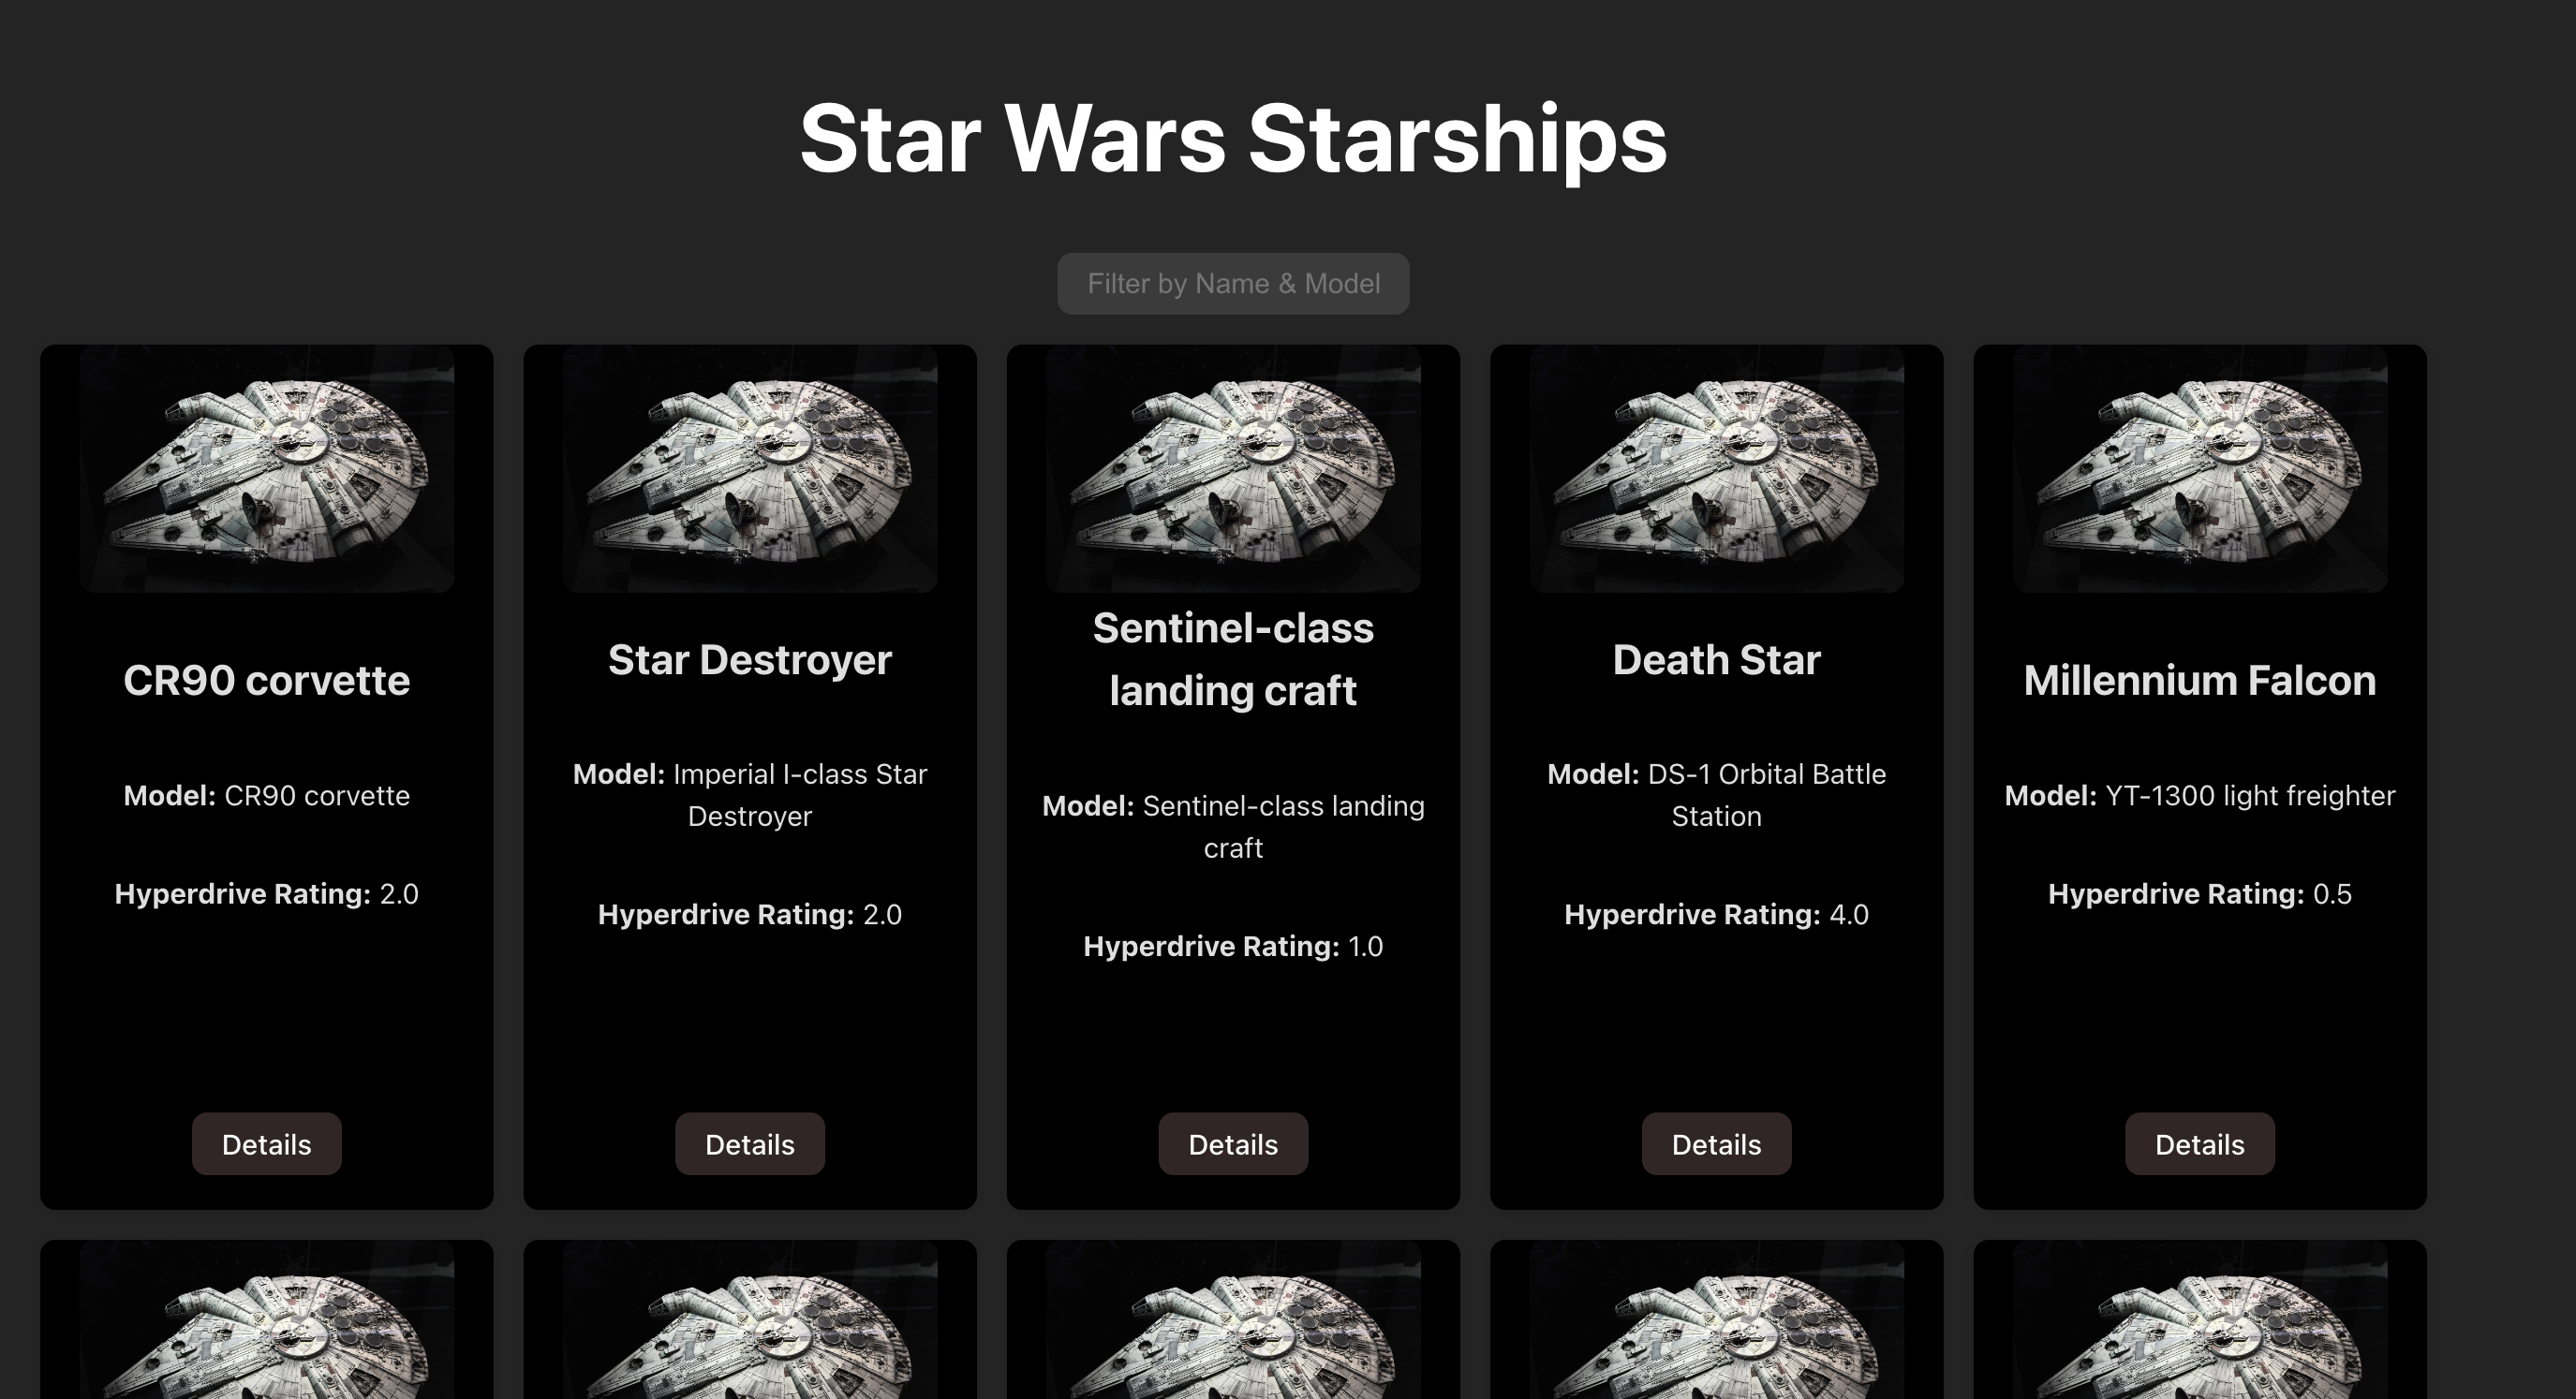 Star Wars Starships
Filter by Name & Model
CR90 corvette
Model: CR90 corvette
Hyperdrive Rating: 2.0
Details
Star Destroyer
Model: Imperial I-class Star
Destroyer
Hyperdrive Rating: 2.0
Details
Sentinel-class
landing craft
Model: Sentinel-class landing
craft
Hyperdrive Rating: 1.0
Details
Death Star
Model: DS-1 Orbital Battle
Station
Hyperdrive Rating: 4.0
Details
Millennium Falcon
Model: YT-1300 light freighter
Hyperdrive Rating: 0.5
Details